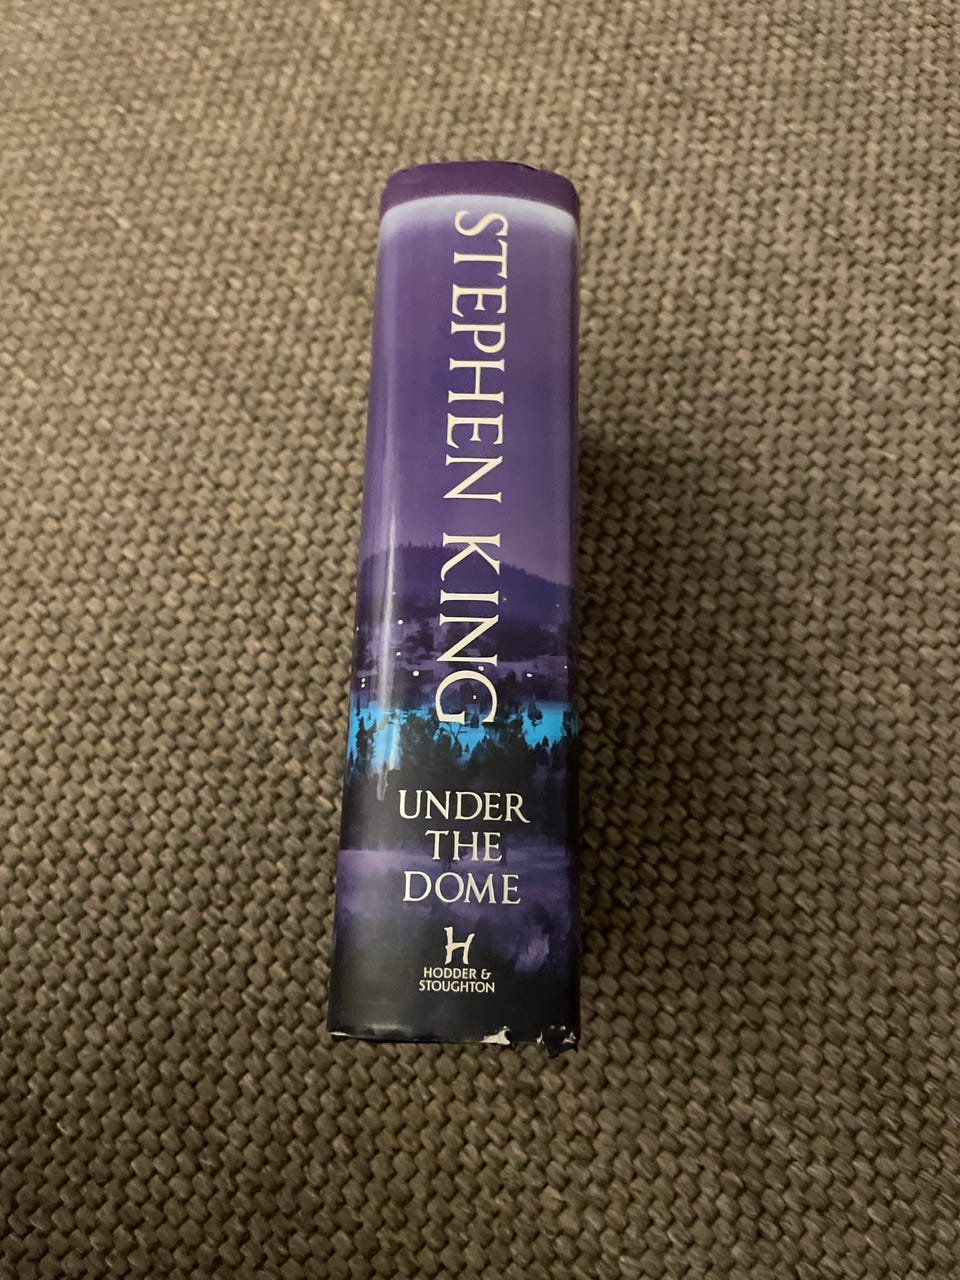 STEPHEN KING
UNDER
THE
DOME
H
HODDER &
STOUGHTON